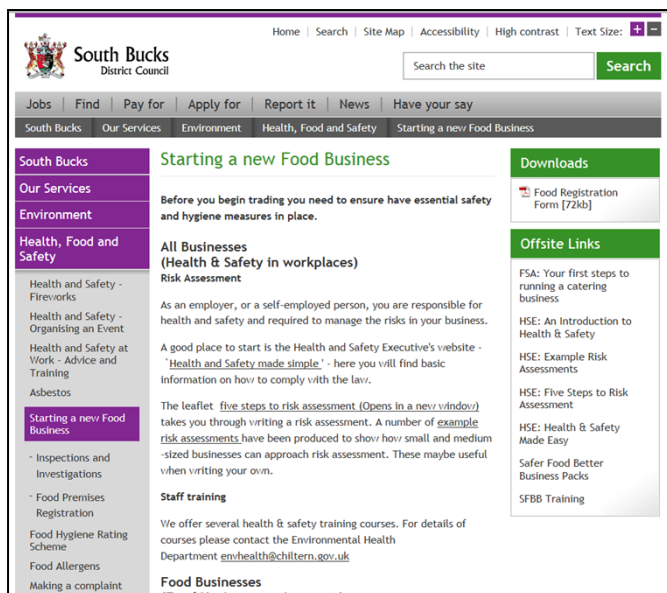 Home | Search | Site Map | Accessibility | High contrast | Text Size: + -
South Bucks
District Council
Search the site
Search
Jobs | Find | Pay for | Apply for | Report it | News | Have your say
South Bucks
Our Services
Environment
Health, Food and Safety
Starting a new Food Business
South Bucks
Our Services
Environment
Health, Food and
Safety
Health and Safety -
Fireworks
Health and Safety -
Organising an Event
Health and Safety at
Work - Advice and
Training
Asbestos
Starting a new Food
Business
- Inspections and
Investigations
- Food Premises
Registration
Food Hygiene Rating
Scheme
Food Allergens
Making a complaint
Starting a new Food Business
Before you begin trading you need to ensure have essential safety
and hygiene measures in place.
All Businesses
(Health & Safety in workplaces)
Risk Assessment
As an employer, or a self-employed person, you are responsible for
health and safety and required to manage the risks in your business.
A good place to start is the Health and Safety Executive's website -
`Health and Safety made simple ' - here you will find basic
information on how to comply with the law.
The leaflet five steps to risk assessment (Opens in a new window)
takes you through writing a risk assessment. A number of example
risk assessments have been produced to show how small and medium
-sized businesses can approach risk assessment. These maybe useful
when writing your own.
Staff training
We offer several health & safety training courses. For details of
courses please contact the Environmental Health
Department envhealth@chiltern.gov.uk
Food Businesses
Downloads
Food Registration
Form [72kb]
Offsite Links
FSA: Your first steps to
running a catering
business
HSE: An Introduction to
Health & Safety
HSE: Example Risk
Assessments
HSE: Five Steps to Risk
Assessment
HSE: Health & Safety
Made Easy
Safer Food Better
Business Packs
SFBB Training